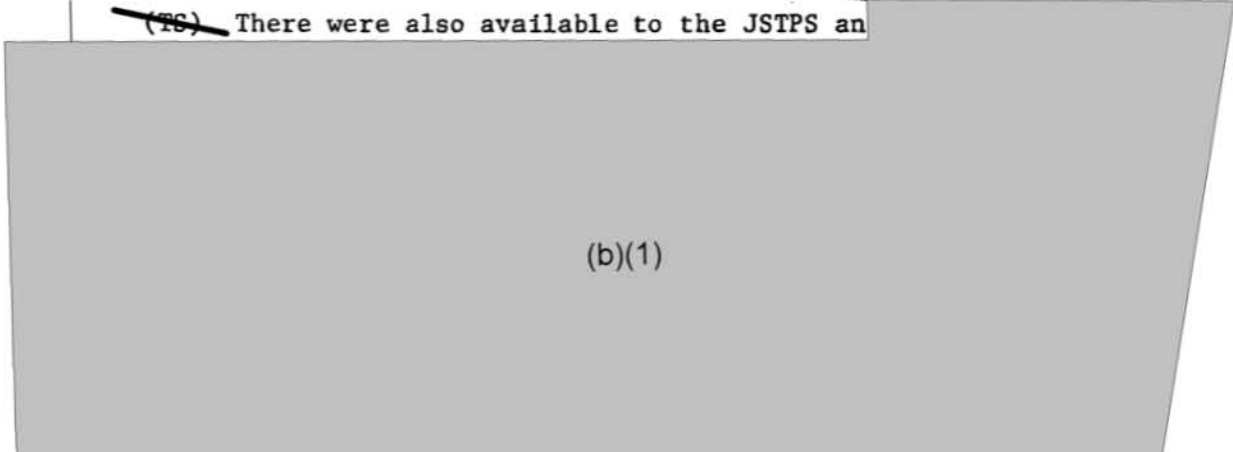 (TS) There were also available to the JSTPS an
(b)(1)